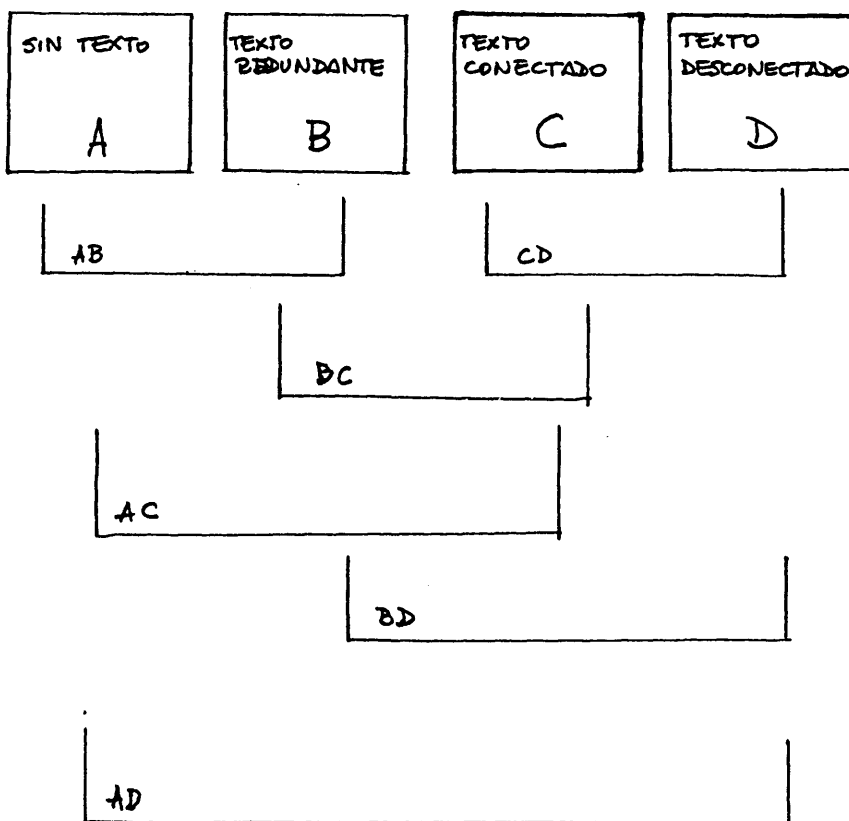 SIN TEXTO
A
TEXTO
REDUNDANTE
B
TEXTO
CONECTADO
C
TEXTO
DESCONECTADO
D
AB
CD
BC
AC
BD
AD